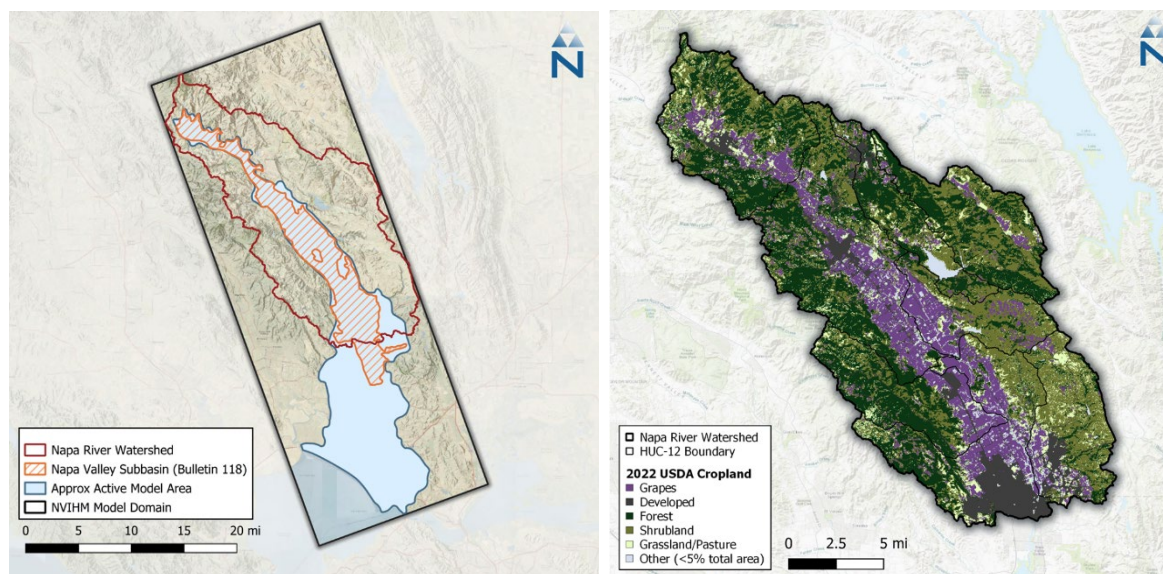 N
Napa River Watershed
Napa Valley Subbasin (Bulletin 118)
Approx Active Model Area
NVIHM Model Domain
0 5 10 15 20 mi
N
Napa River Watershed
HUC-12 Boundary
2022 USDA Cropland
Grapes
Developed
Forest
Shrubland
Grassland/Pasture
Other (<5% total area)
0 2.5 5 mi